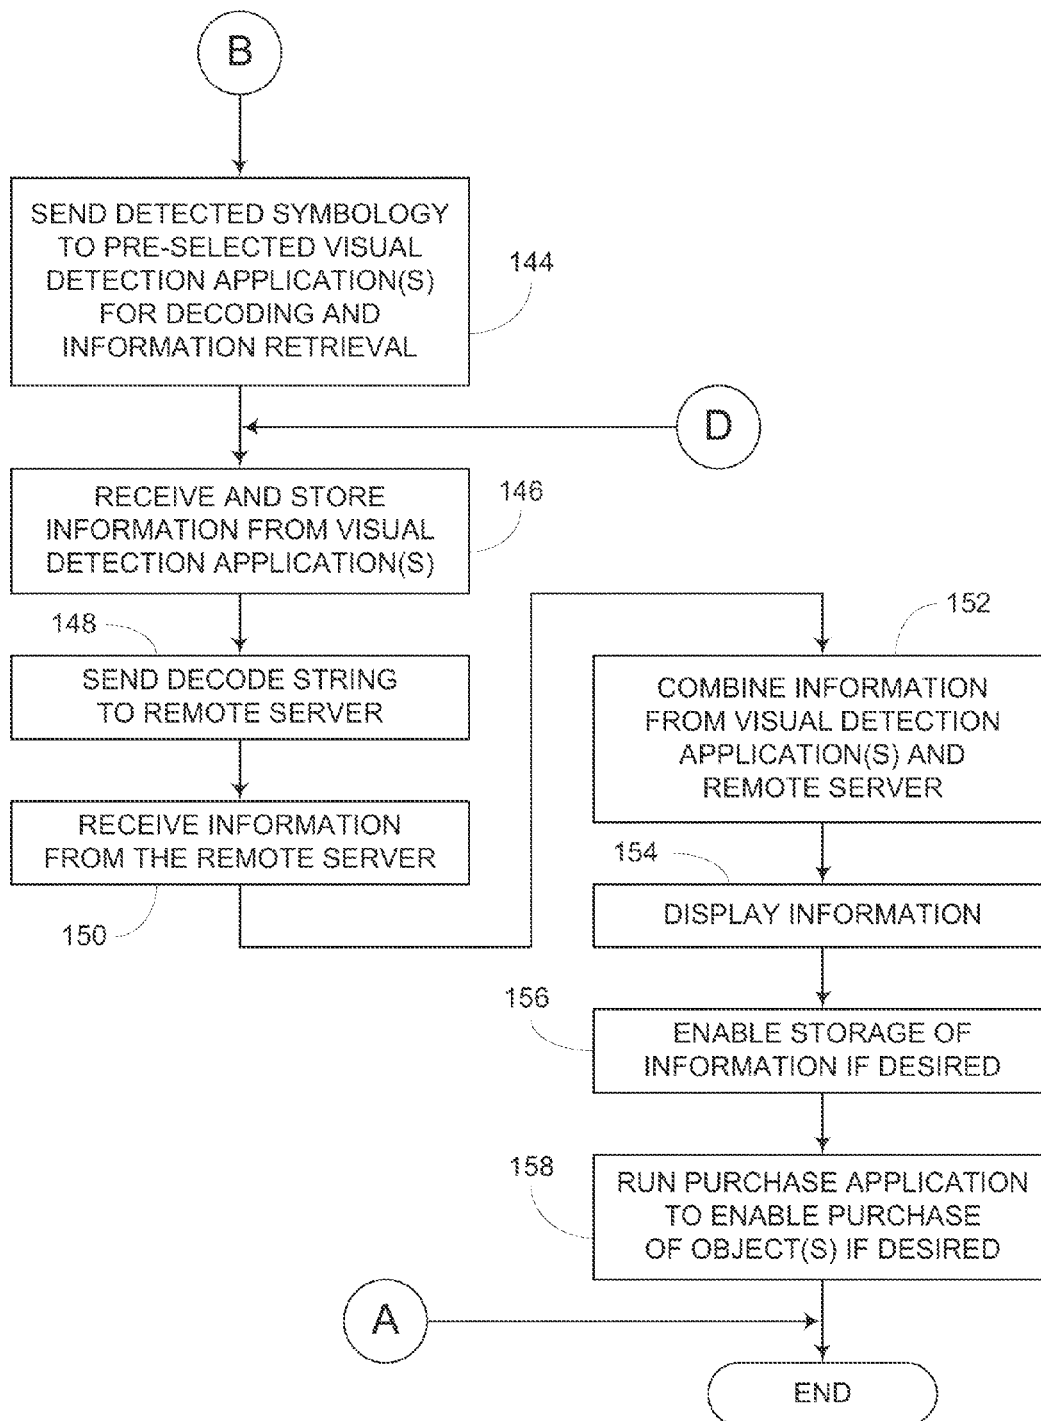 B
SEND DETECTED SYMBOLOGY
TO PRE-SELECTED VISUAL
DETECTION APPLICATION(S)
FOR DECODING AND
INFORMATION RETRIEVAL
144
D
RECEIVE AND STORE
INFORMATION FROM VISUAL
DETECTION APPLICATION(S)
146
148
SEND DECODE STRING
TO REMOTE SERVER
RECEIVE INFORMATION
FROM THE REMOTE SERVER
150
152
COMBINE INFORMATION
FROM VISUAL DETECTION
APPLICATION(S) AND
REMOTE SERVER
154
DISPLAY INFORMATION
156
ENABLE STORAGE OF
INFORMATION IF DESIRED
158
RUN PURCHASE APPLICATION
TO ENABLE PURCHASE
OF OBJECT(S) IF DESIRED
A
END